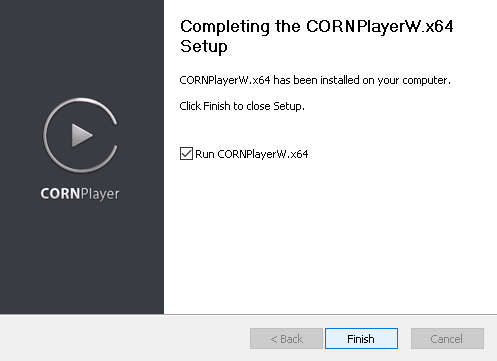 Completing the CORNPlayerW.x64
Setup
CORNPlayerW.x64 has been installed on your computer.
Click Finish to close Setup.
Run CORNPlayerW.x64
CORNPlayer
< Back
Finish
Cancel